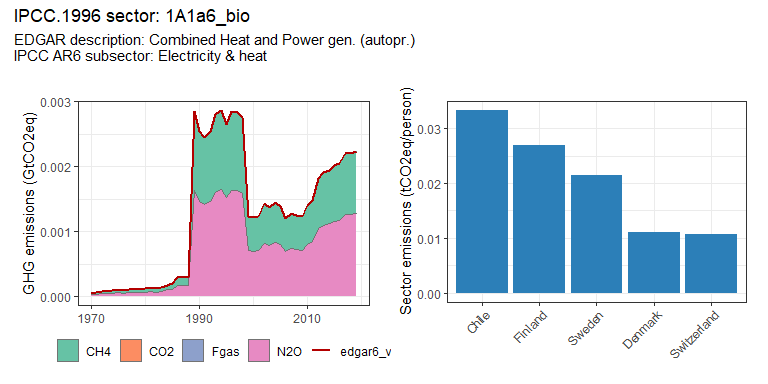 IPCC.1996 sector: 1A1a6_bio
EDGAR description: Combined Heat and Power gen. (autopr.)
IPCC AR6 subsector: Electricity & heat
GHG emissions (GtCO2eq)
0.003
0.002
0.001
0.000
1970
1990
2010
CH4
CO2
Fgas
N2O
edgar6_v
Sector emissions (tCO2eq/person)
0.03
0.02
0.01
0.00
Chile
Finland
Sweden
Denmark
Switzerland